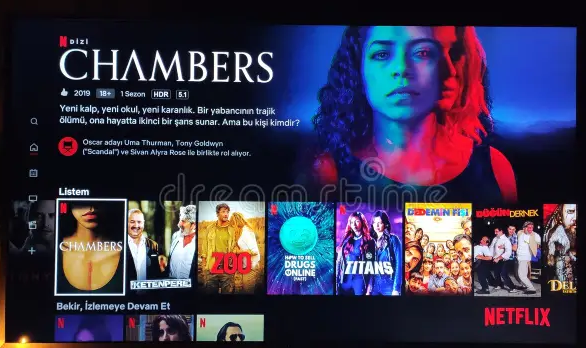 N DİZİ
CHAMBERS
2019 18+ 1 Sezon HDR 5.1
Yeni kalp, yeni okul, yeni karanlık. Bir yabancının trajik
ölümü, ona hayatta ikinci bir şans sunar. Ama bu kişi kimdir?
Oscar adayı Uma Thurman, Tony Goldwyn
("Scandal") ve Sivan Alyra Rose ile birlikte rol alıyor.
dreamstime.com
Listem
N
CHAMBERS
KETENPERE
ZOO
N
HOW TO SELL
DRUGS
ONLINE
(FAST)
N
TITANS
DEDEMİN FİŞİ
DÜĞÜN DERNEK
DEL
Bekir, İzlemeye Devam Et
N
N
N
NETFLIX